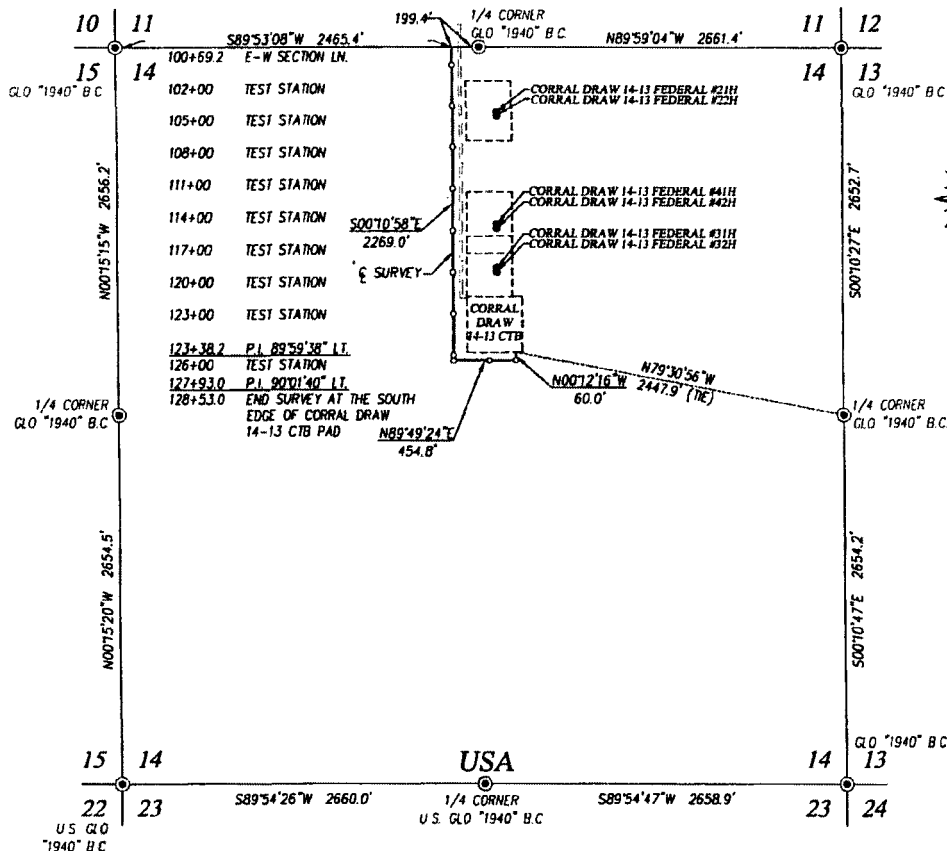 1/4 CORNER
GLO "1940" B.C.
199.4'
10 11
S89°53'08"W 2465.4'
N89°59'04"W 2661.4'
11 12
15 14
14 13
GLO "1940" B.C
GLO "1940" B.C
100+69.2 E-W SECTION LN.
102+00 TEST STATION
105+00 TEST STATION
108+00 TEST STATION
111+00 TEST STATION
114+00 TEST STATION
117+00 TEST STATION
120+00 TEST STATION
123+00 TEST STATION
123+38.2 P.I. 89°59'38" LT.
126+00 TEST STATION
127+93.0 P.I. 90°01'40" LT.
128+53.0 END SURVEY AT THE SOUTH
EDGE OF CORRAL DRAW
14-13 CTB PAD
CORRAL DRAW 14-13 FEDERAL #21H
CORRAL DRAW 14-13 FEDERAL #22H
CORRAL DRAW 14-13 FEDERAL #41H
CORRAL DRAW 14-13 FEDERAL #42H
CORRAL DRAW 14-13 FEDERAL #31H
CORRAL DRAW 14-13 FEDERAL #32H
S00°10'58"E
2269.0'
℄ SURVEY
CORRAL
DRAW
14-13 CTB
N00°15'15"W 2656.2'
S00°10'27"E 2652.7'
N79°30'56"W
2447.9' (TIE)
N00°12'16"W
60.0'
N89°49'24"E
454.8'
1/4 CORNER
GLO "1940" B.C
1/4 CORNER
GLO "1940" B.C.
N00°15'20"W 2654.5'
S00°10'47"E 2654.2'
GLO "1940" B.C
15 14
USA
14 13
22 23
S89°54'26"W 2660.0'
1/4 CORNER
U.S. GLO "1940" B.C
S89°54'47"W 2658.9'
23 24
U.S. GLO
"1940" B.C